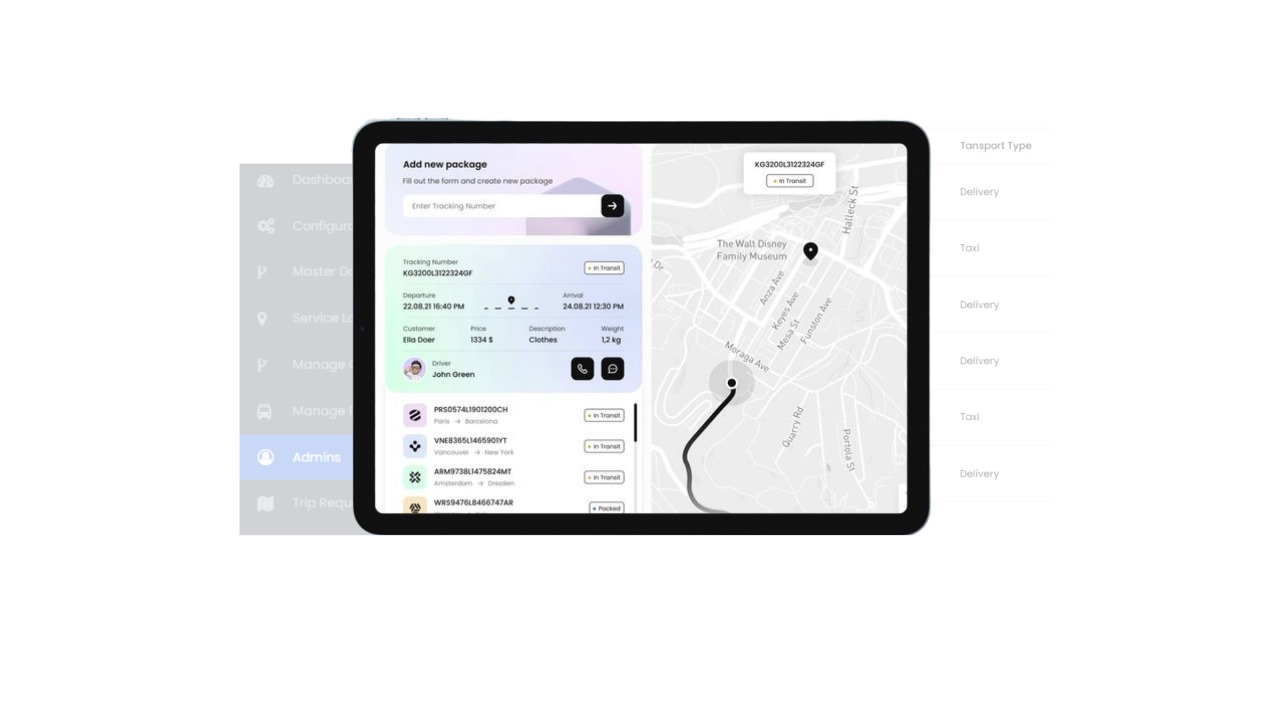 Dashboa
Configura
Master Da
Service Lo
Manage
Manage
Admins
Trip Requ
Add new package
Fill out the form and create new package
Enter Tracking Number
Tracking Number
KG3200L3122324GF
In Transit
Departure
22.08.21 16:40 PM
Arrival
24.08.21 12:30 PM
Customer
Ella Doer
Price
1334 $
Description
Clothes
Weight
1,2 kg
Driver
John Green
PRS0574L1901200CH
Paris → Barcelona
In Transit
VNE8365L1465901YT
Vancouver → New York
In Transit
ARM9738L1475824MT
Amsterdam → Drezden
In Transit
WRS9476L8466747AR
Packed
KG3200L3122324GF
In Transit
Halleck St
The Walt Disney
Family Museum
Dr
Anza Ave
Keyes Ave
Mesa St
Funston Ave
Moraga Ave
Quarry Rd
Portola St
Tansport Type
Delivery
Taxi
Delivery
Delivery
Taxi
Delivery